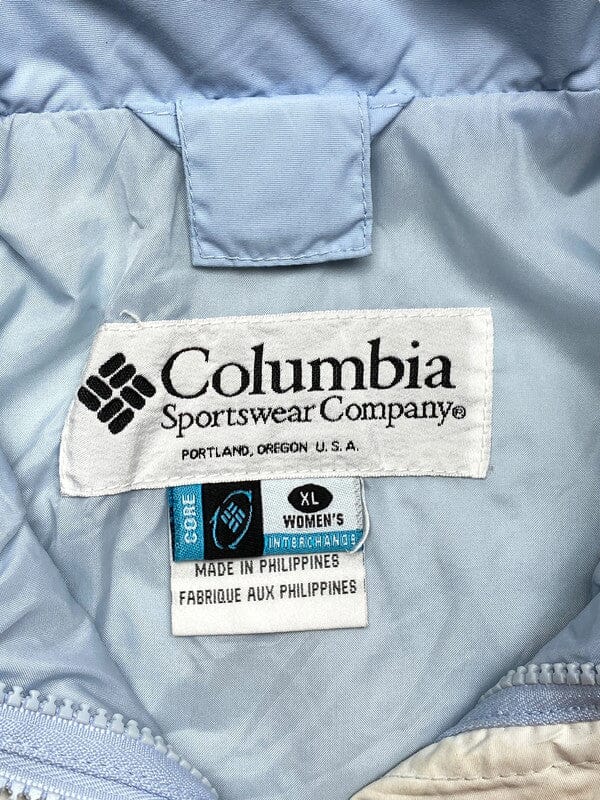 Columbia
Sportswear Company®
PORTLAND, OREGON U.S.A.
CORE
XL
WOMEN'S
INTERCHANGE
MADE IN PHILIPPINES
FABRIQUE AUX PHILIPPINES